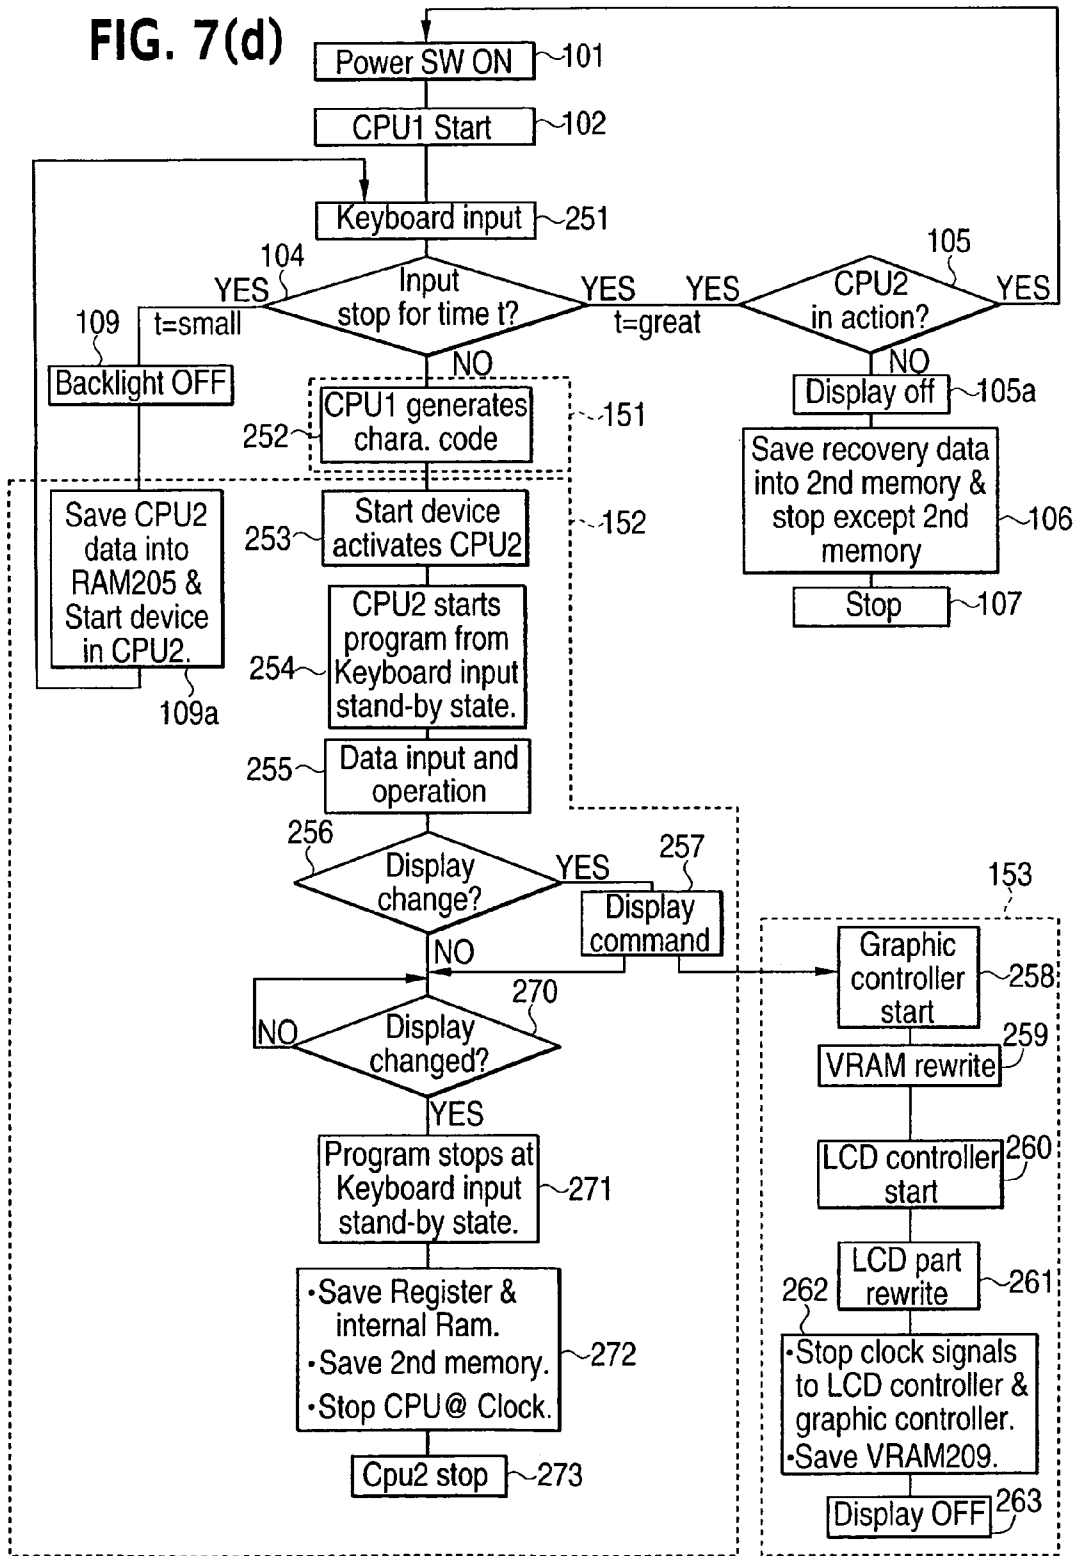 FIG. 7(d)
Power SW ON
101
CPU1 Start
102
Keyboard input
251
104
Input
stop for time t?
YES
t=small
YES
t=great
NO
YES
105
CPU2
in action?
YES
NO
109
Backlight OFF
Display off
105a
Save recovery data
into 2nd memory &
stop except 2nd
memory
106
Stop
107
CPU1 generates
chara. code
252
151
Save CPU2
data into
RAM205 &
Start device
in CPU2.
109a
Start device
activates CPU2
253
152
CPU2 starts
program from
Keyboard input
stand-by state.
254
Data input and
operation
255
256
Display
change?
YES
NO
257
Display
command
270
Display
changed?
NO
YES
Program stops at
Keyboard input
stand-by state.
271
•Save Register &
internal Ram.
•Save 2nd memory.
•Stop CPU@ Clock.
272
Cpu2 stop
273
153
Graphic
controller
start
258
259
VRAM rewrite
LCD controller
start
260
LCD part
rewrite
261
262
•Stop clock signals
to LCD controller &
graphic controller.
•Save VRAM209.
Display OFF
263